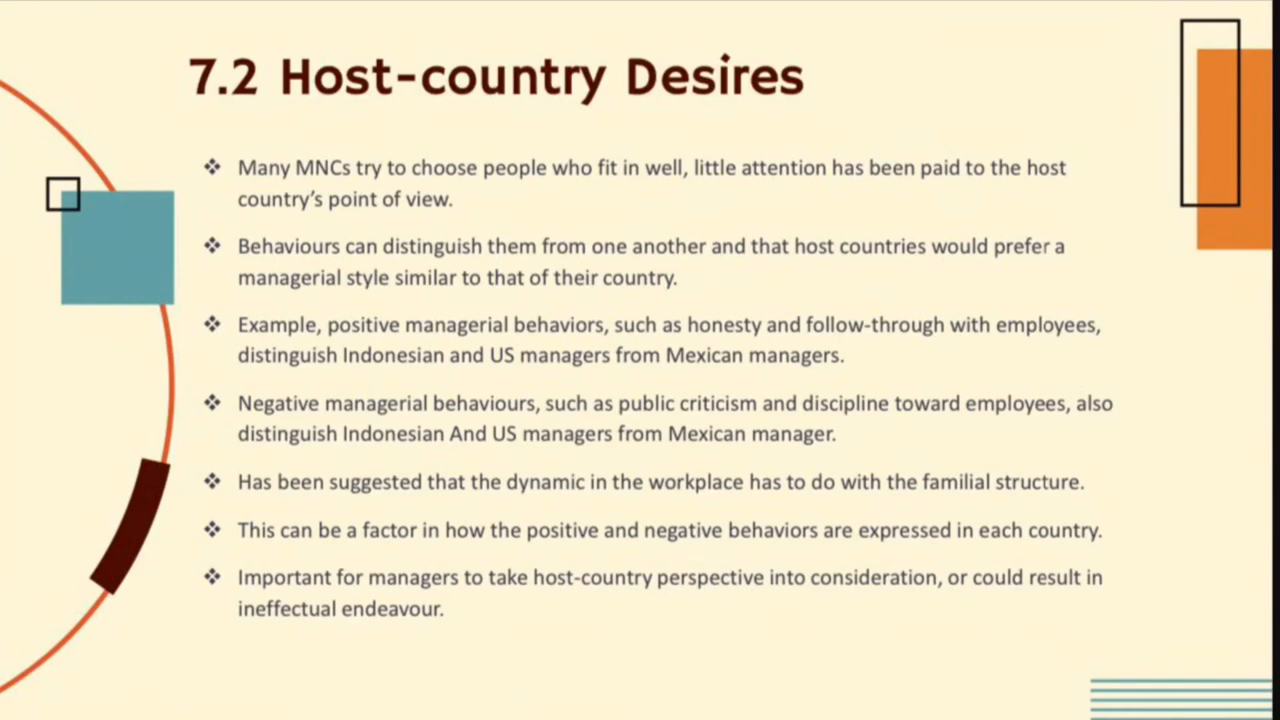 7.2 Host-country Desires
❖ Many MNCs try to choose people who fit in well, little attention has been paid to the host
country’s point of view.
❖ Behaviours can distinguish them from one another and that host countries would prefer a
managerial style similar to that of their country.
❖ Example, positive managerial behaviors, such as honesty and follow-through with employees,
distinguish Indonesian and US managers from Mexican managers.
❖ Negative managerial behaviours, such as public criticism and discipline toward employees, also
distinguish Indonesian And US managers from Mexican manager.
❖ Has been suggested that the dynamic in the workplace has to do with the familial structure.
❖ This can be a factor in how the positive and negative behaviors are expressed in each country.
❖ Important for managers to take host-country perspective into consideration, or could result in
ineffectual endeavour.